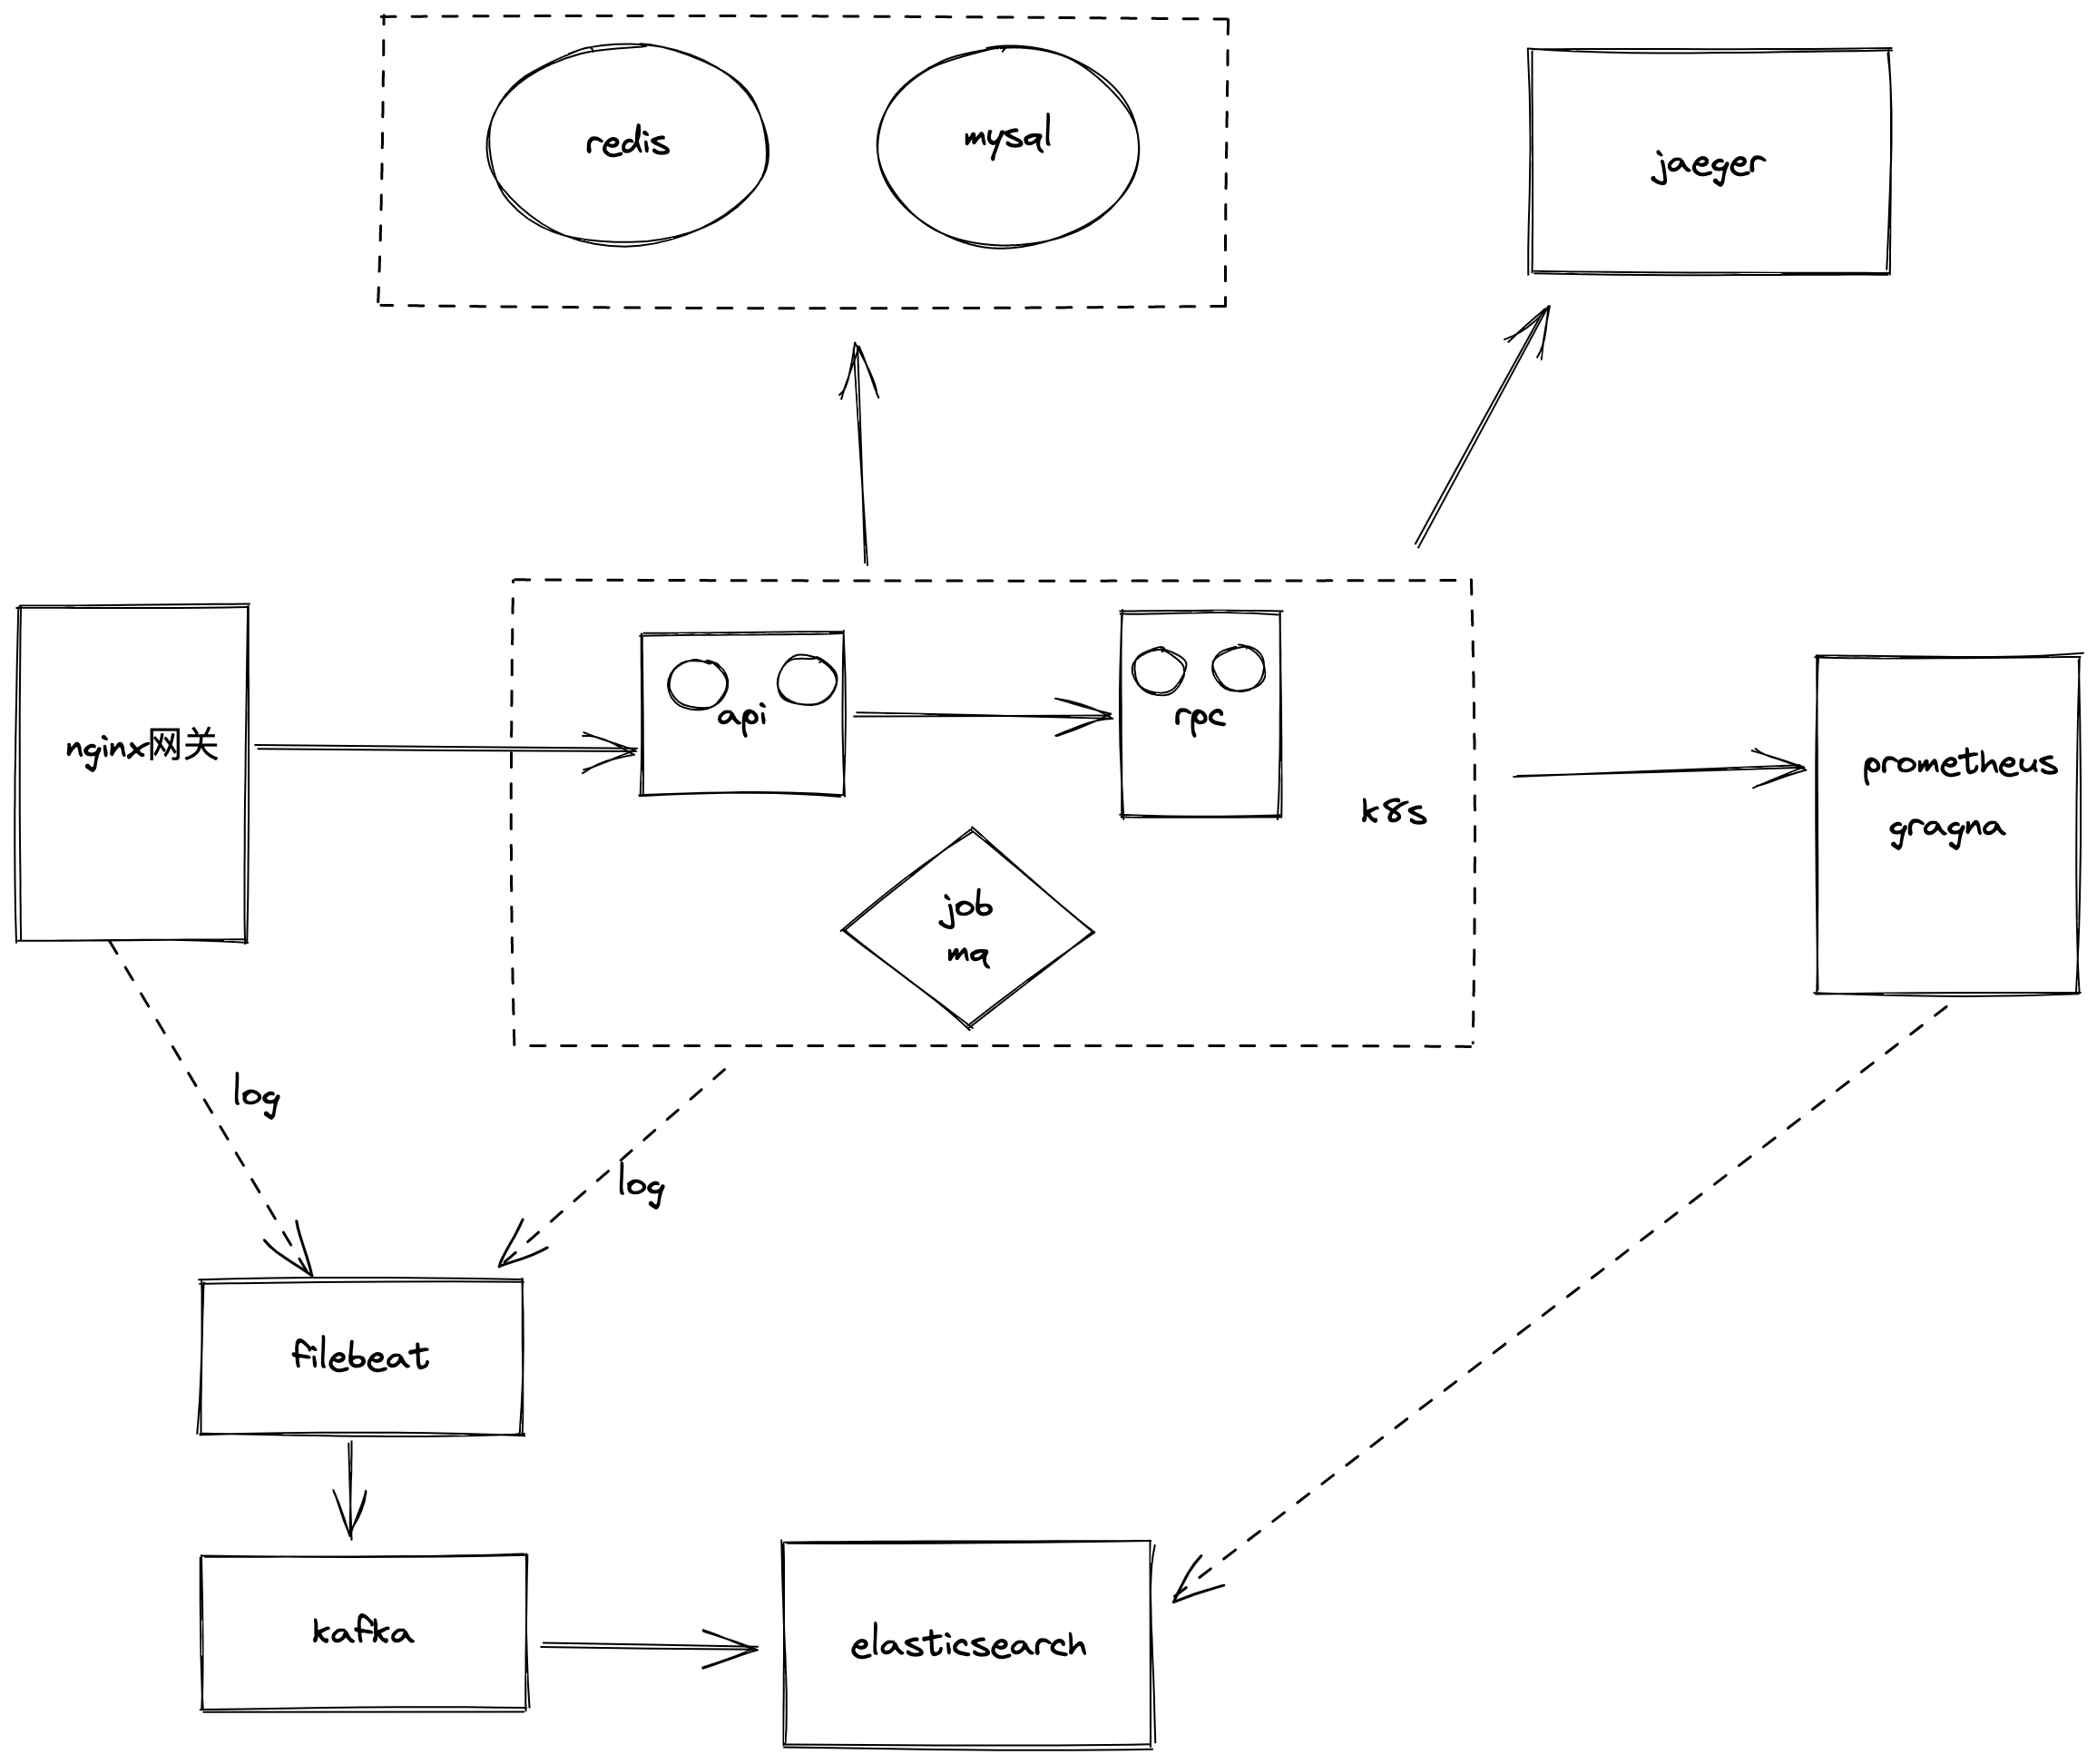 redis
mysql
jaeger
nginx网关
api
rpc
k8s
prometheus
gragna
job
mq
log
log
filebeat
kafka
elasticsearch